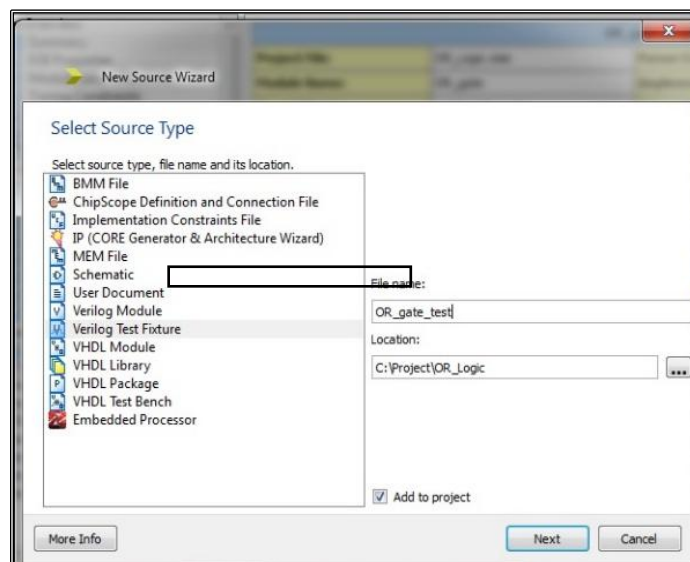 New Source Wizard
Select Source Type
Select source type, file name and its location.
BMM File
ChipScope Definition and Connection File
Implementation Constraints File
IP (CORE Generator & Architecture Wizard)
MEM File
Schematic
User Document
Verilog Module
Verilog Test Fixture
VHDL Module
VHDL Library
VHDL Package
VHDL Test Bench
Embedded Processor
File name:
OR_gate_test
Location:
C:\Project\OR_Logic
...
Add to project
More Info
Next
Cancel